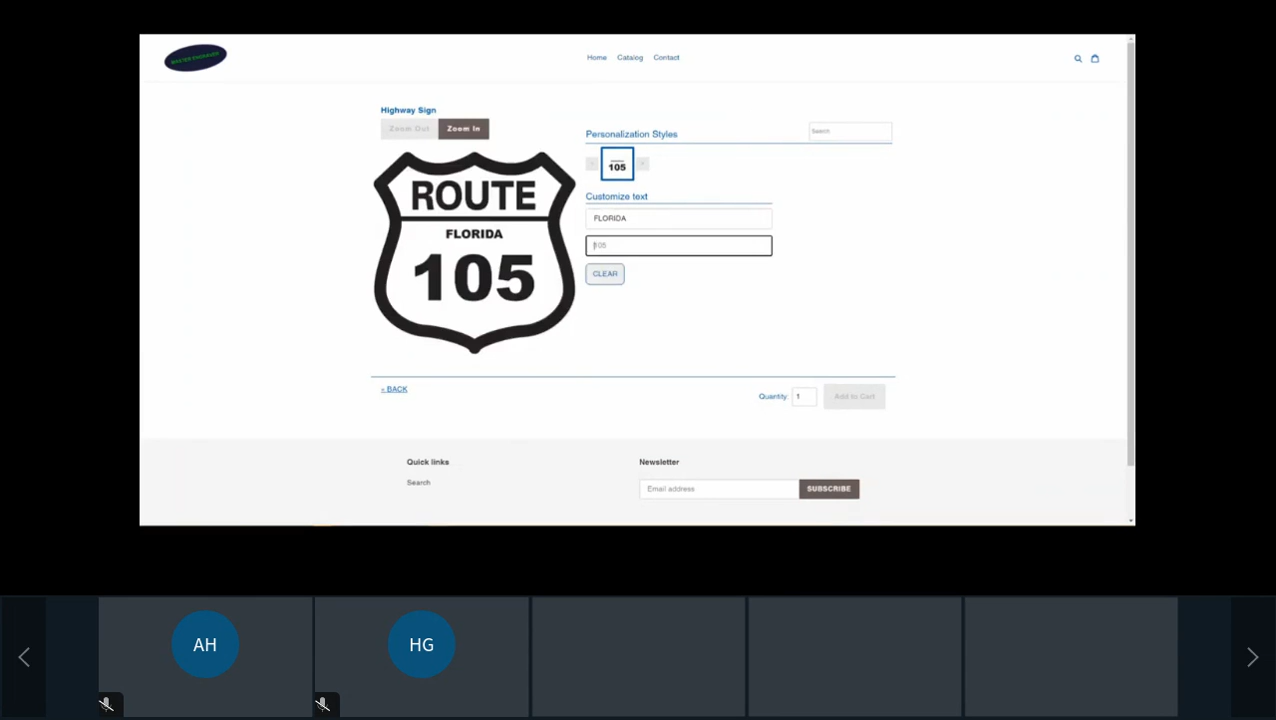 Home Catalog Contact
Highway Sign
Zoom Out Zoom In
ROUTE
FLORIDA
105
Personalization Styles
Search
105
Customize text
FLORIDA
105
CLEAR
« BACK
Quantity: 1 Add to Cart
Quick links
Search
Newsletter
Email address SUBSCRIBE
AH
HG